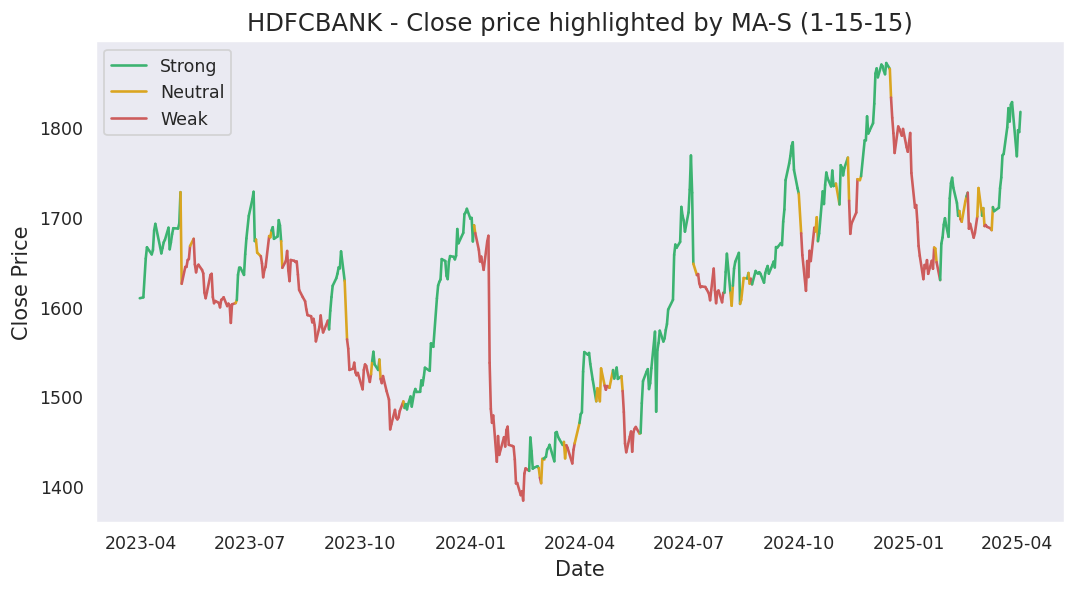 HDFCBANK - Close price highlighted by MA-S (1-15-15)
Strong
Neutral
Weak
Close Price
1800
1700
1600
1500
1400
2023-04 2023-07 2023-10 2024-01 2024-04 2024-07 2024-10 2025-01 2025-04
Date